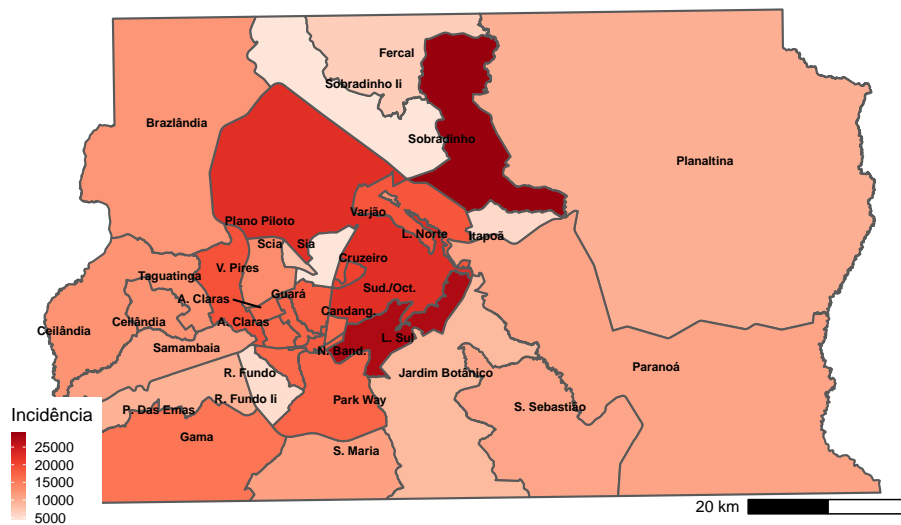 Fercal
Sobradinho Ii
Brazlândia
Sobradinho
Planaltina
Plano Piloto
Varjão
L. Norte
Itapoã
Scia
Sia
Cruzeiro
V. Pires
Taguatinga
Sud./Oct.
Guará
A. Claras
Candang.
A. Claras
Ceilândia
Ceilândia
L. Sul
Samambaia
N. Band.
Paranoá
R. Fundo
Jardim Botânico
R. Fundo Ii
Park Way
S. Sebastião
P. Das Emas
Gama
S. Maria
Incidência
25000
20000
15000
10000
5000
20 km